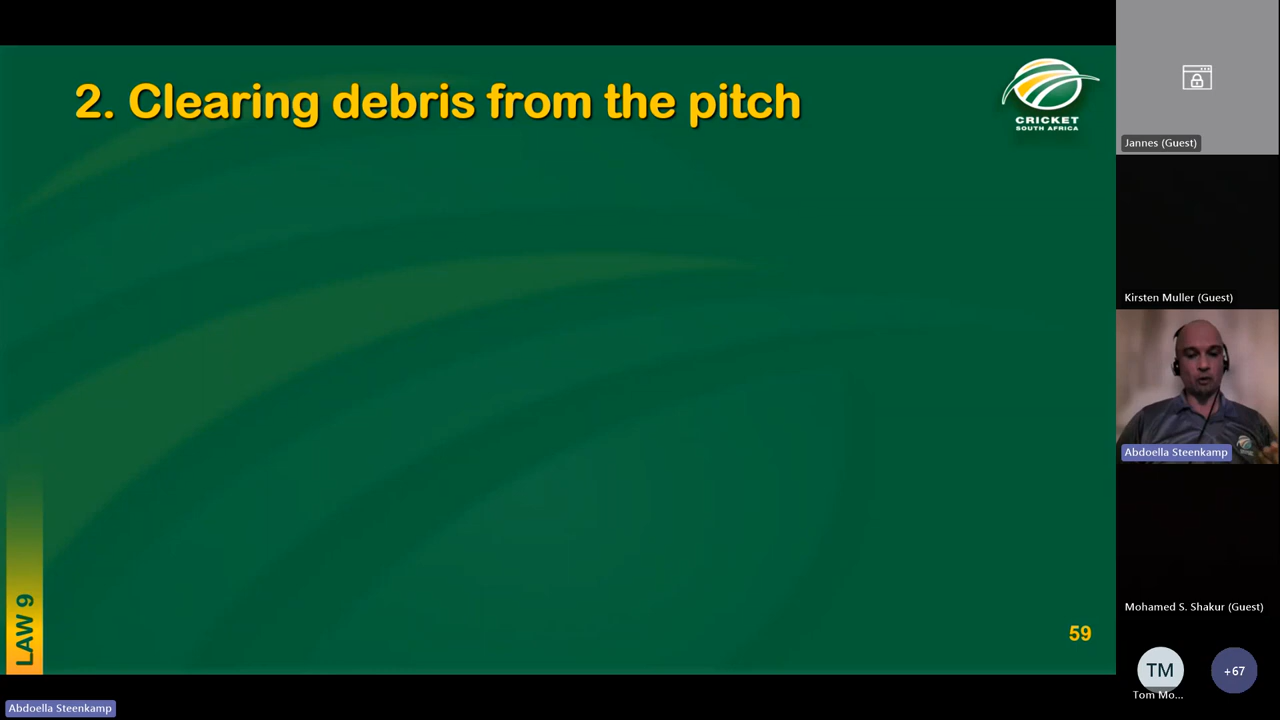 2. Clearing debris from the pitch
CRICKET
SOUTH AFRICA
LAW 9
59
Abdoella Steenkamp
Jannes (Guest)
Kirsten Muller (Guest)
Abdoella Steenkamp
Mohamed S. Shakur (Guest)
TM
+67
Tom Mo...